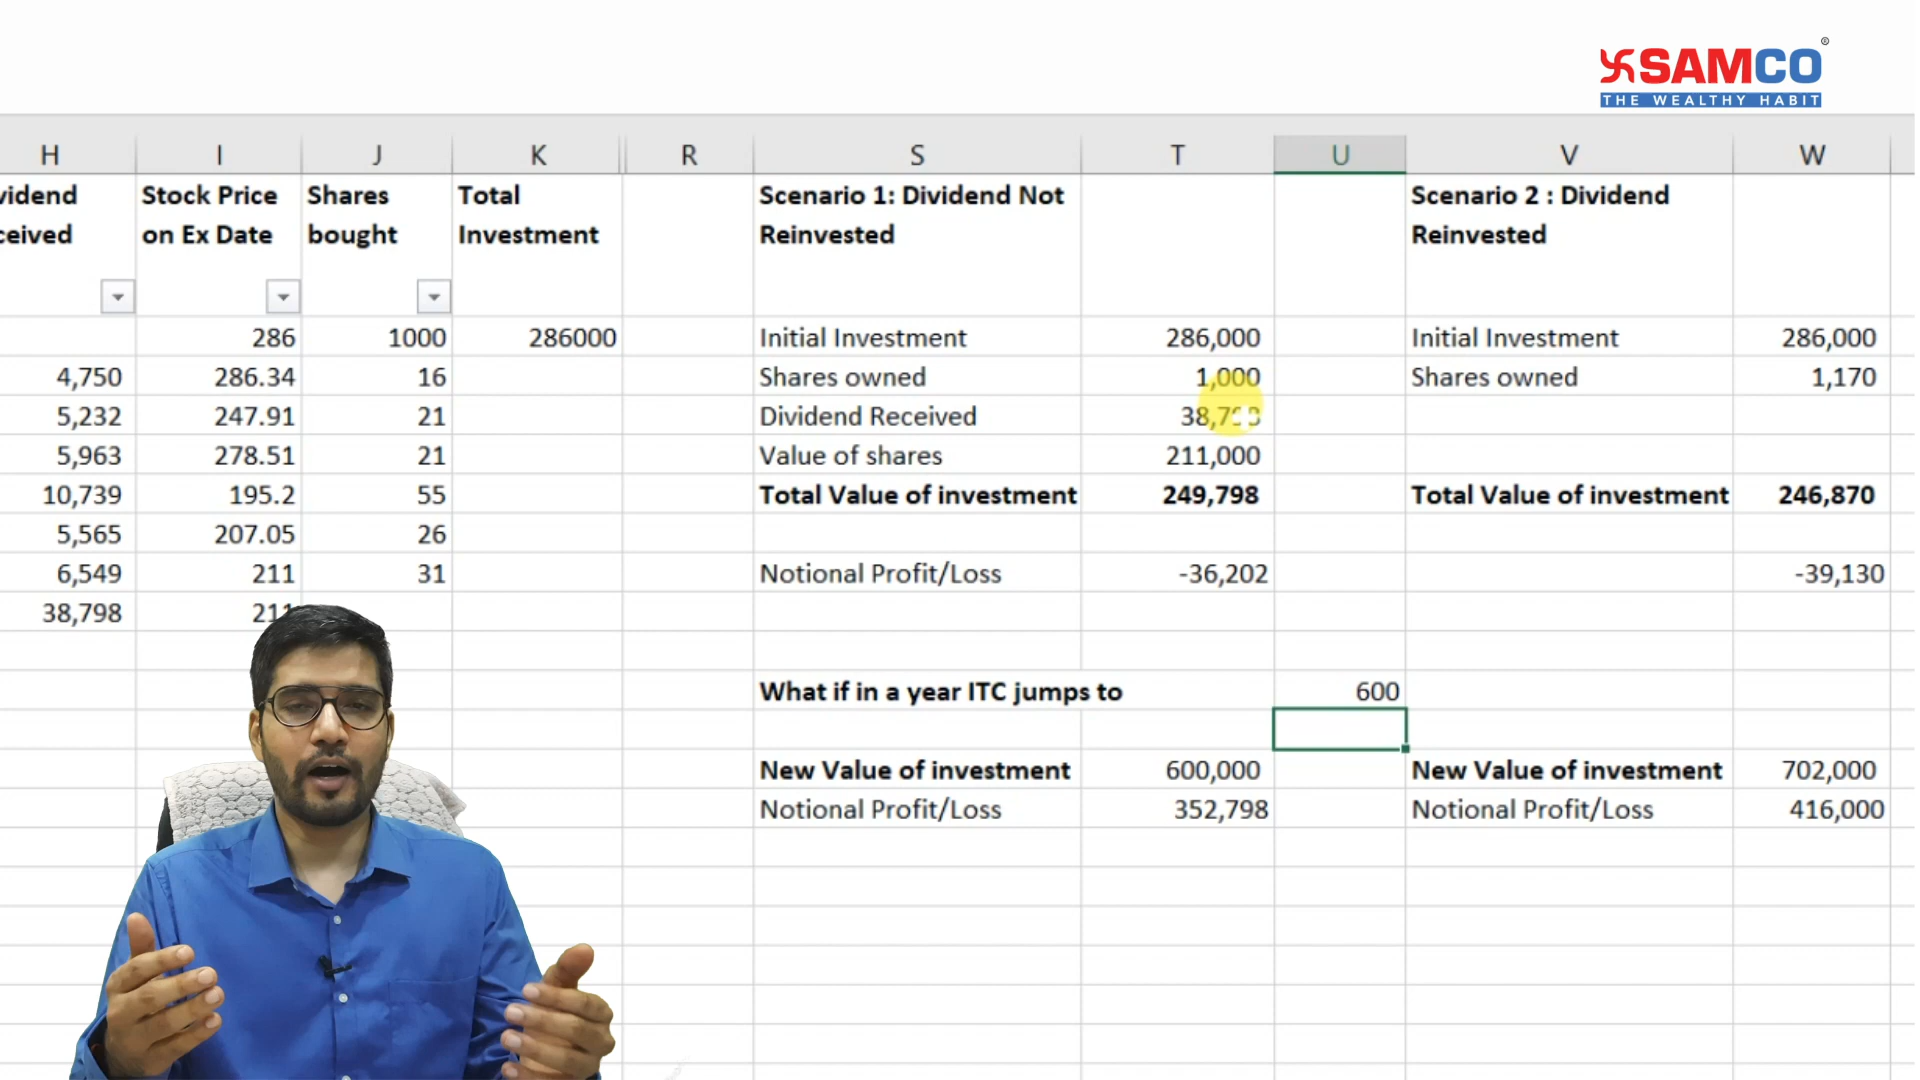 SAMCO®
THE WEALTHY HABIT
H I J K R S T U V W
vidend
ceived
Stock Price
on Ex Date
Shares
bought
Total
Investment
Scenario 1: Dividend Not
Reinvested
Scenario 2 : Dividend
Reinvested
286 1000 286000 Initial Investment 286,000 Initial Investment 286,000
4,750 286.34 16 Shares owned 1,000 Shares owned 1,170
5,232 247.91 21 Dividend Received
5,963 278.51 21 Value of shares 211,000
10,739 195.2 55 Total Value of investment 249,798 Total Value of investment 246,870
5,565 207.05 26
6,549 211 31 Notional Profit/Loss -36,202 -39,130
38,798 211
What if in a year ITC jumps to 600
New Value of investment 600,000 New Value of investment 702,000
Notional Profit/Loss 352,798 Notional Profit/Loss 416,000